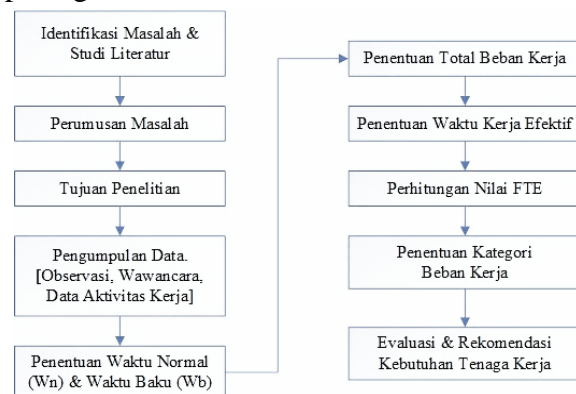 Identifikasi Masalah &
Studi Literatur
Perumusan Masalah
Tujuan Penelitian
Pengumpulan Data.
[Observasi, Wawancara,
Data Aktivitas Kerja]
Penentuan Waktu Normal
(Wn) & Waktu Baku (Wb)
Penentuan Total Beban Kerja
Penentuan Waktu Kerja Efektif
Perhitungan Nilai FTE
Penentuan Kategori
Beban Kerja
Evaluasi & Rekomendasi
Kebutuhan Tenaga Kerja